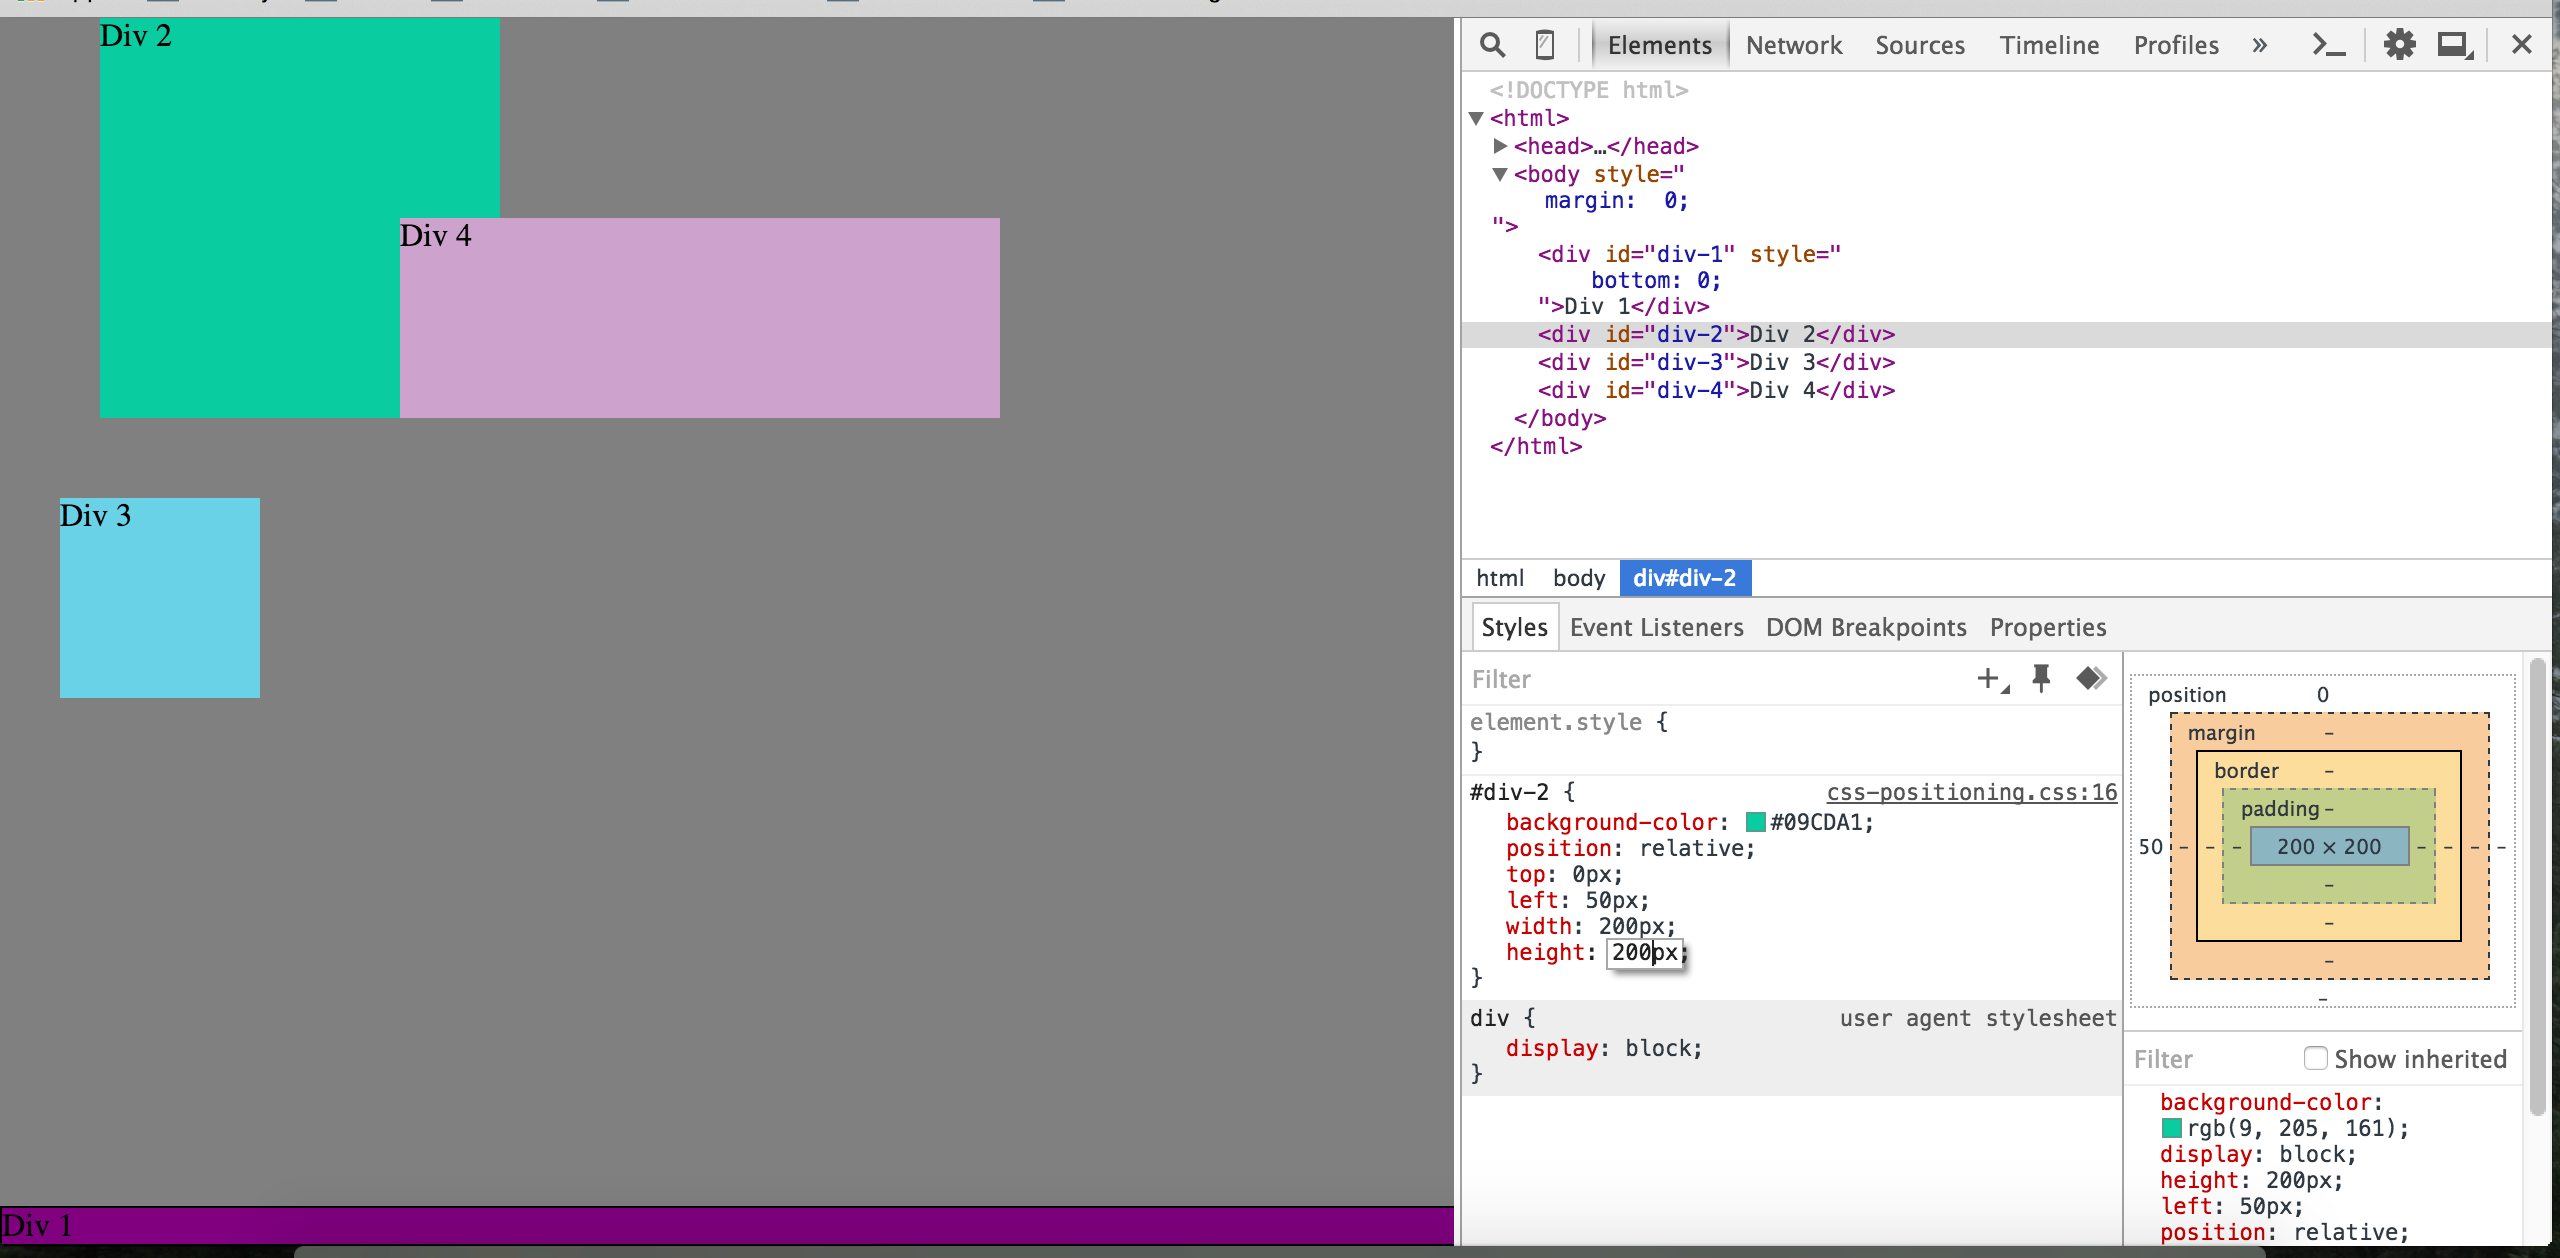 Div 2
Div 4
Div 3
Div 1
Elements Network Sources Timeline Profiles »
<!DOCTYPE html>
▼<html>
▶<head>…</head>
▼<body style="
margin:  0;
">
<div id="div-1" style="
bottom: 0;
">Div 1</div>
<div id="div-2">Div 2</div>
<div id="div-3">Div 3</div>
<div id="div-4">Div 4</div>
</body>
</html>
html body div#div-2
Styles Event Listeners DOM Breakpoints Properties
Filter
element.style {
}
#div-2 { css-positioning.css:16
background-color: #09CDA1;
position: relative;
top: 0px;
left: 50px;
width: 200px;
height: 200px;
}
div { user agent stylesheet
display: block;
}
position 0
margin –
border –
padding –
50 – – – 200 × 200 – – – –
–
–
–
–
Filter Show inherited
background-color:
rgb(9, 205, 161);
display: block;
height: 200px;
left: 50px;
position: relative;